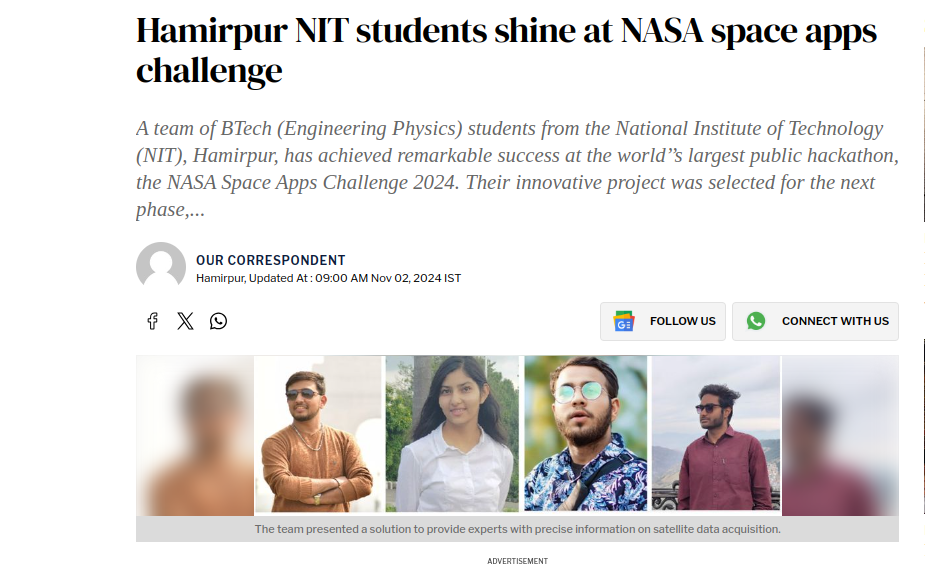 Hamirpur NIT students shine at NASA space apps
challenge
A team of BTech (Engineering Physics) students from the National Institute of Technology
(NIT), Hamirpur, has achieved remarkable success at the world’’s largest public hackathon,
the NASA Space Apps Challenge 2024. Their innovative project was selected for the next
phase,...
OUR CORRESPONDENT
Hamirpur, Updated At : 09:00 AM Nov 02, 2024 IST
GE FOLLOW US
CONNECT WITH US
The team presented a solution to provide experts with precise information on satellite data acquisition.
ADVERTISEMENT